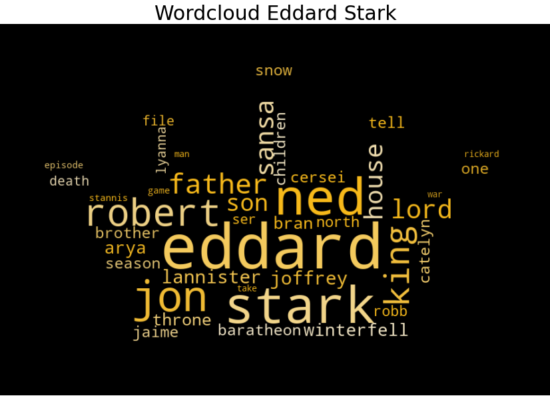 Wordcloud Eddard Stark
snow
file
tell
sansa
children
lyanna
man
rickard
episode
one
death
house
cersei
father
game
stannis
son
ned
war
robert
lord
ser
bran
north
brother
eddard
king
catelyn
arya
season
lannister
joffrey
take
jon
stark
robb
throne
jaime
baratheon
winterfell